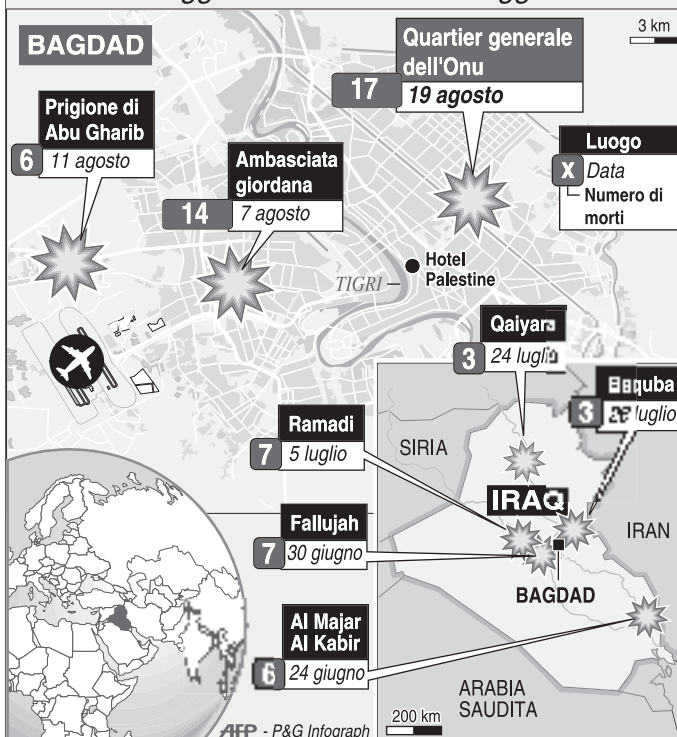 BAGDAD
3 km
Quartier generale
dell'Onu
17
19 agosto
Prigione di
Abu Gharib
6
11 agosto
Ambasciata
giordana
14
7 agosto
Luogo
X
Data
Numero di
morti
Hotel
Palestine
TIGRI
Qaiyara
3
24 luglio
quba
3
luglio
Ramadi
7
5 luglio
SIRIA
IRAQ
Fallujah
7
30 giugno
IRAN
BAGDAD
Al Majar
Al Kabir
6
24 giugno
ARABIA
SAUDITA
200 km
AFP - P&G Infograph